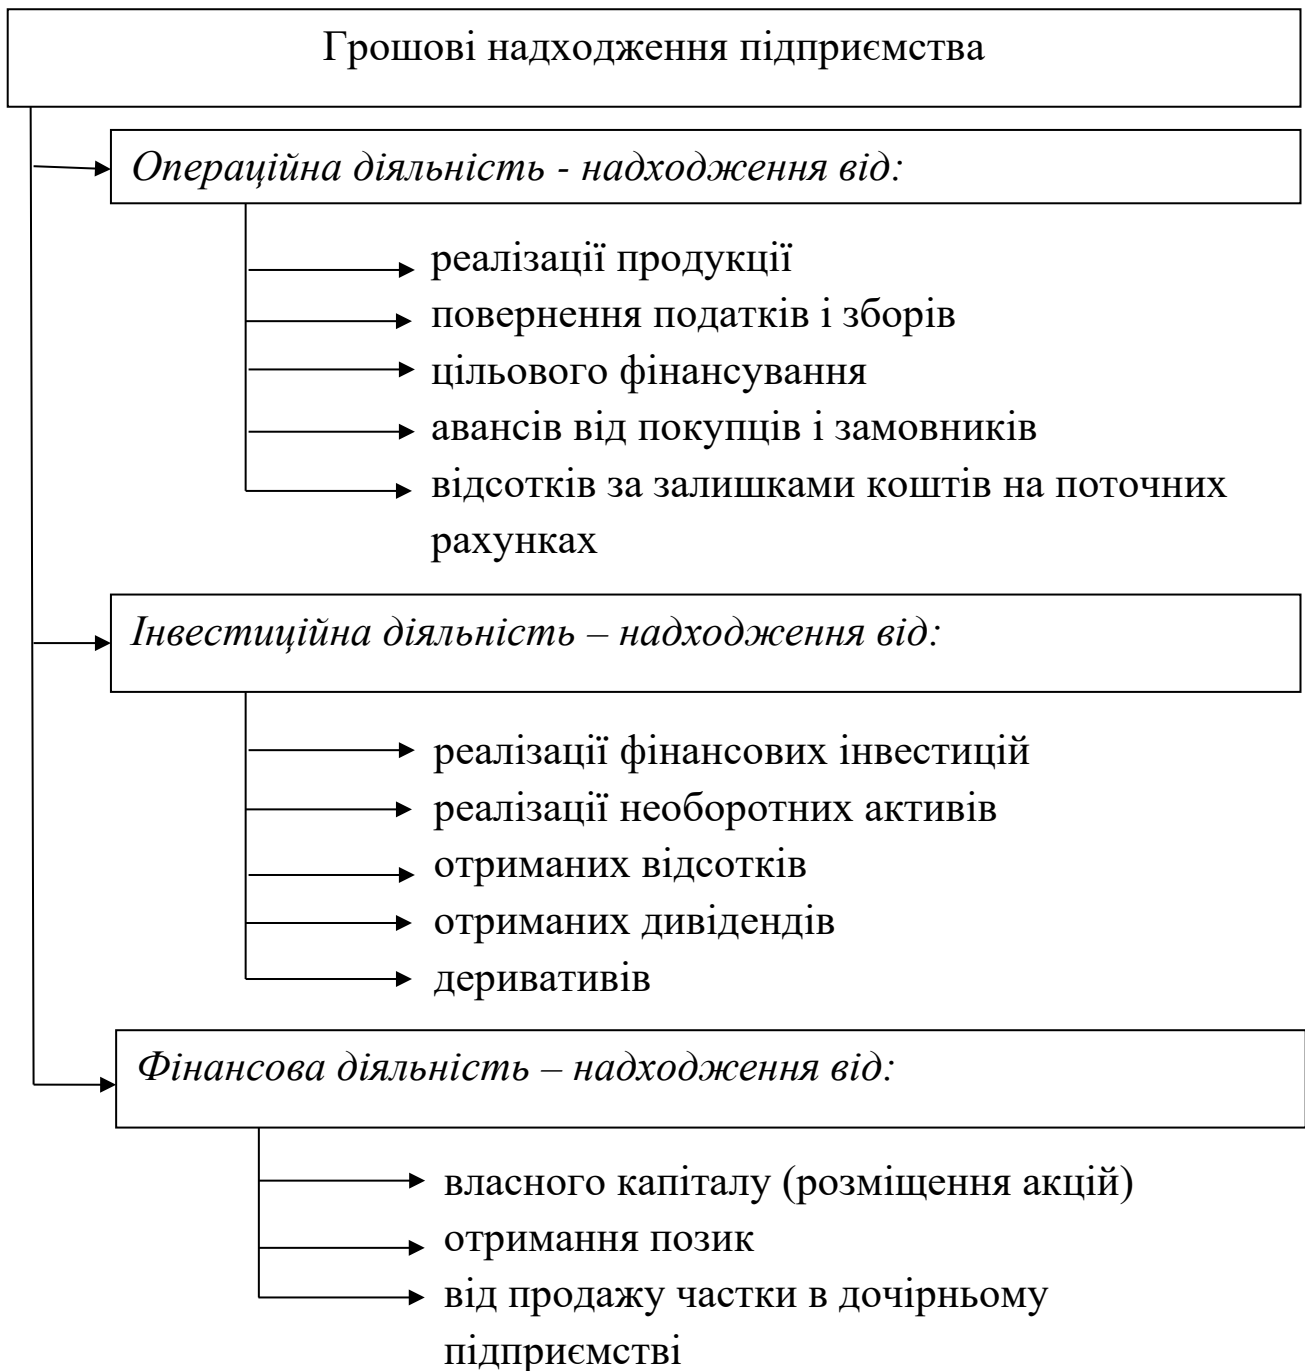 Грошові надходження підприємства
Операційна діяльність - надходження від:
реалізації продукції
повернення податків і зборів
цільового фінансування
авансів від покупців і замовників
відсотків за залишками коштів на поточних
рахунках
Інвестиційна діяльність – надходження від:
реалізації фінансових інвестицій
реалізації необоротних активів
отриманих відсотків
отриманих дивідендів
деривативів
Фінансова діяльність – надходження від:
власного капіталу (розміщення акцій)
отримання позик
від продажу частки в дочірньому
підприємстві